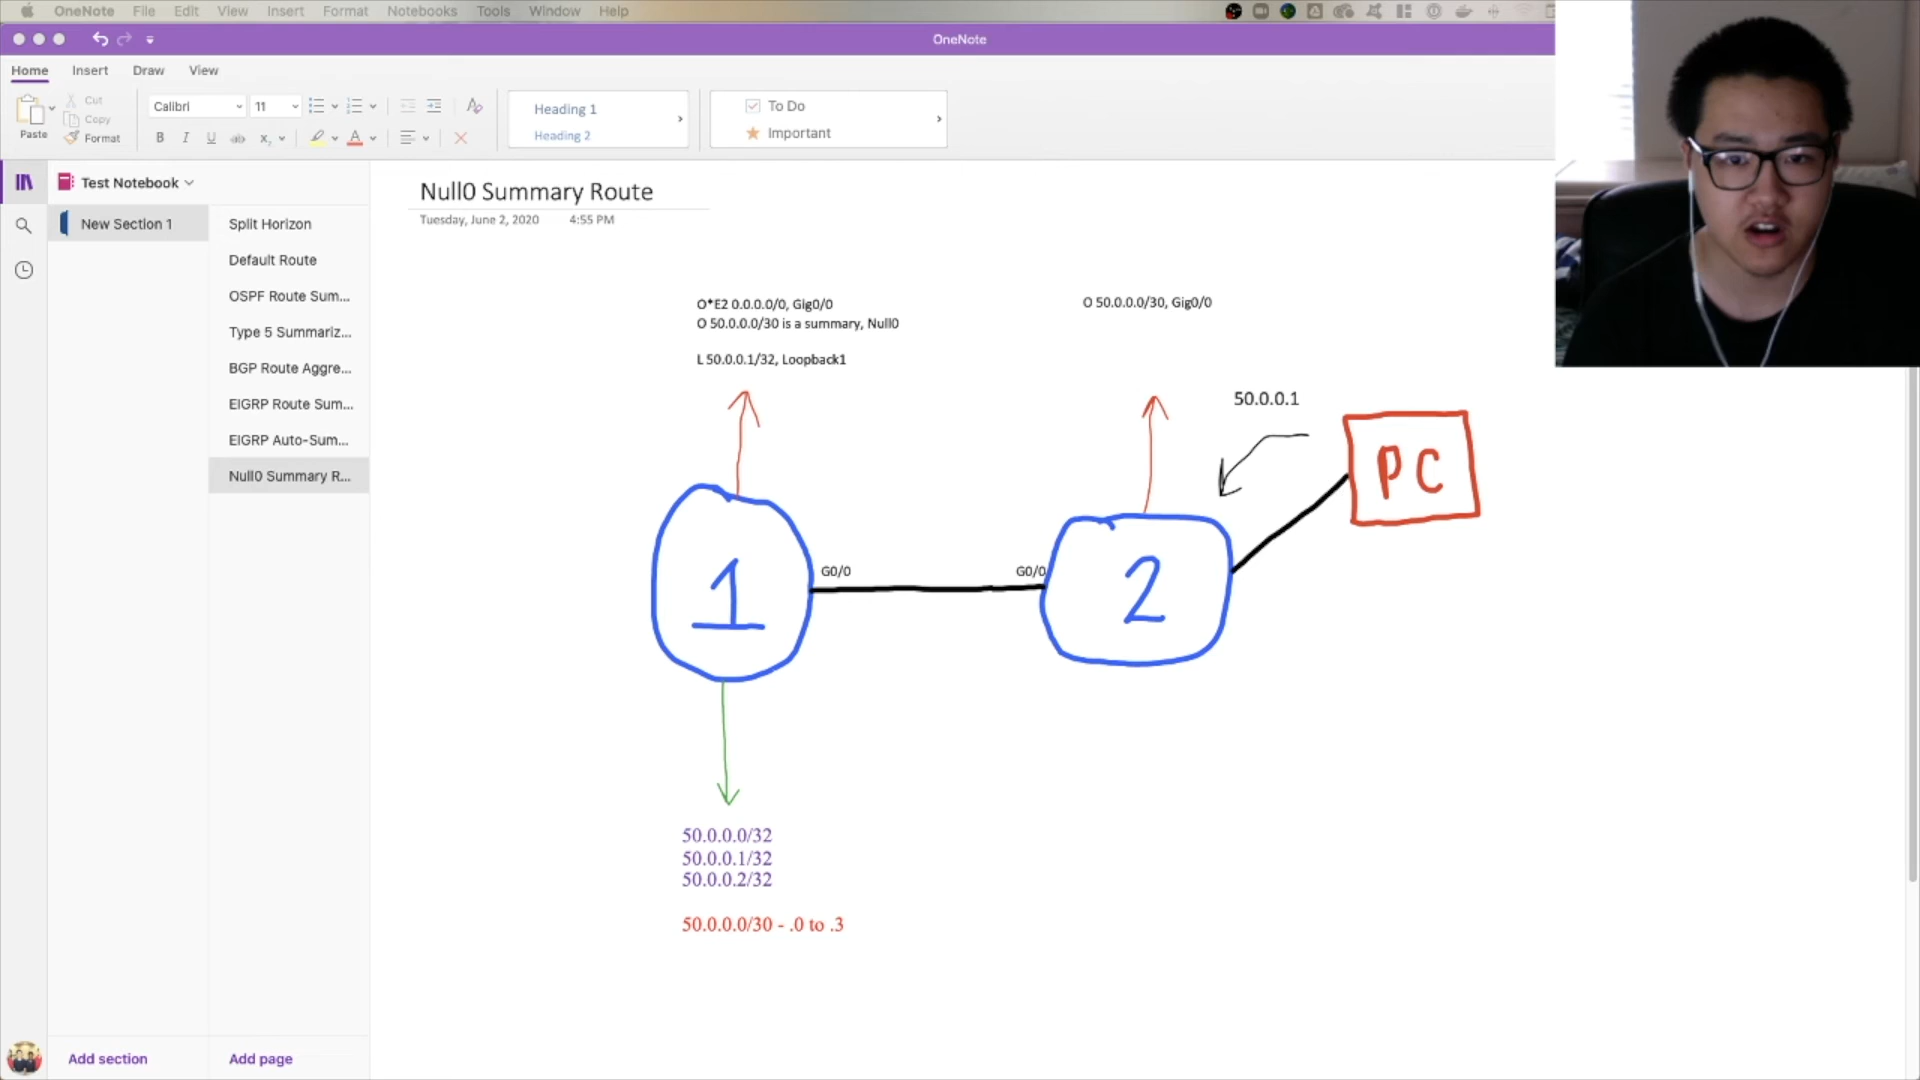 OneNote File Edit View Insert Format Notebooks Tools Window Help
OneNote
Home Insert Draw View
Paste
Cut
Copy
Format
Calibri 11
B I U ab x
A
Heading 1
Heading 2
To Do
Important
Test Notebook
New Section 1
Split Horizon
Default Route
OSPF Route Sum...
Type 5 Summariz...
BGP Route Aggre...
EIGRP Route Sum...
EIGRP Auto-Sum...
Null0 Summary R...
Add section
Add page
Null0 Summary Route
Tuesday, June 2, 2020 4:55 PM
O*E2 0.0.0.0/0, Gig0/0
O 50.0.0.0/30 is a summary, Null0
L 50.0.0.1/32, Loopback1
O 50.0.0.0/30, Gig0/0
50.0.0.1
PC
1
G0/0
G0/0
2
50.0.0.0/32
50.0.0.1/32
50.0.0.2/32
50.0.0.0/30 - .0 to .3